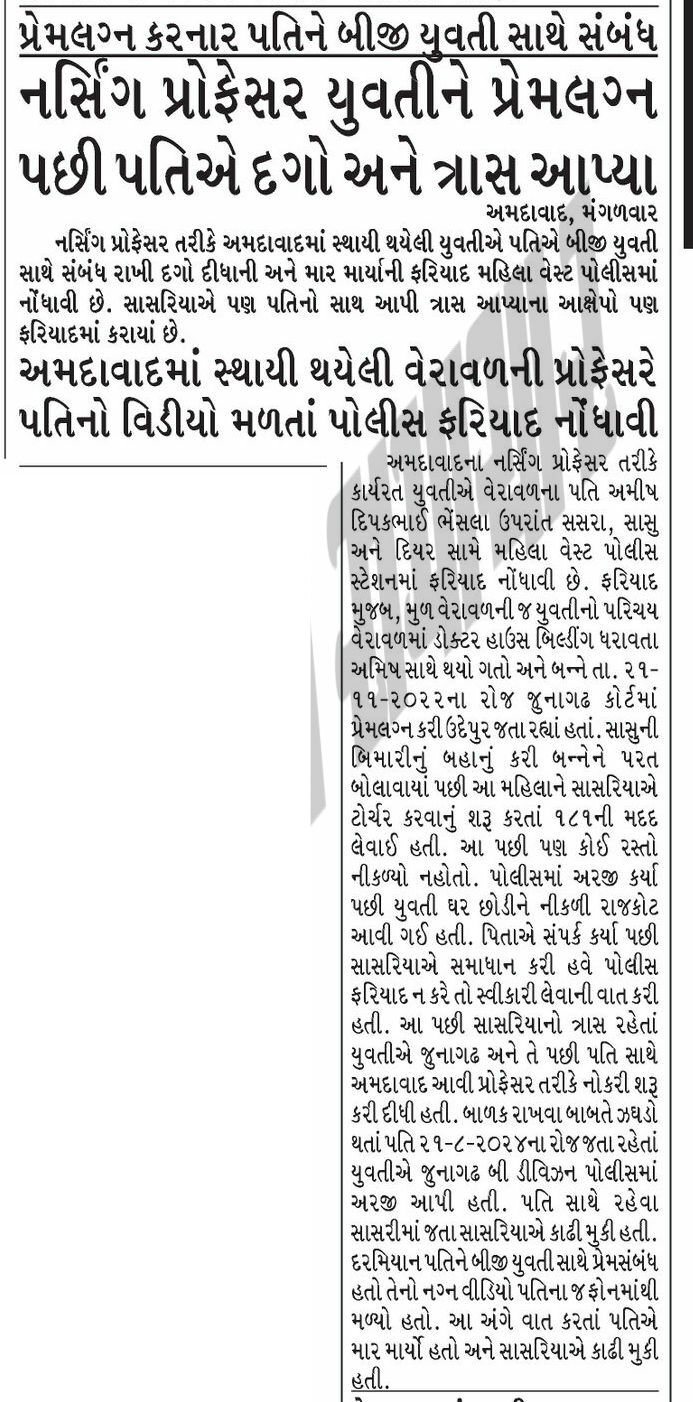 પ્રેમલગ્ન કરનાર પતિને બીજી યુવતી સાથે સંબંધ
નર્સિંગ પ્રોફેસર યુવતીને પ્રેમલગ્ન
પછી પતિએ દગો અને ત્રાસ આપ્યા
અમદાવાદ, મંગળવાર
નર્સિંગ પ્રોફેસર તરીકે અમદાવાદમાં સ્થાયી થયેલી યુવતીએ પતિએ બીજી યુવતી
સાથે સંબંધ રાખી દગો દીધાની અને માર માર્યાની ફરિયાદ મહિલા વેસ્ટ પોલીસમાં
નોંધાવી છે. સાસરિયાએ પણ પતિનો સાથ આપી ત્રાસ આપ્યાના આક્ષેપો પણ
ફરિયાદમાં કરાયાં છે.
અમદાવાદમાં સ્થાયી થયેલી વેરાવળની પ્રોફેસરે
પતિનો વિડીયો મળતાં પોલીસ ફરિયાદ નોંધાવી
અમદાવાદના નર્સિંગ પ્રોફેસર તરીકે
કાર્યરત યુવતીએ વેરાવળના પતિ અમીષ
દિપકભાઈ ભેંસલા ઉપરાંત સસરા, સાસુ
અને દિયર સામે મહિલા વેસ્ટ પોલીસ
સ્ટેશનમાં ફરિયાદ નોંધાવી છે. ફરિયાદ
મુજબ, મુળ વેરાવળની જ યુવતીનો પરિચય
વેરાવળમાં ડોક્ટર હાઉસ બિલ્ડીંગ ધરાવતા
અમિષ સાથે થયો ગતો અને બન્ને તા. ૨૧-
૧૧-૨૦૨૨ના રોજ જુનાગઢ કોર્ટમાં
પ્રેમલગ્ન કરી ઉદેપુર જતા રહ્યાં હતાં. સાસુની
બિમારીનું બહાનું કરી બન્નેને પરત
બોલાવાયાં પછી આ મહિલાને સાસરિયાએ
ટોર્ચર કરવાનું શરૂ કરતાં ૧૮૧ની મદદ
લેવાઈ હતી. આ પછી પણ કોઈ રસ્તો
નીકળ્યો નહોતો. પોલીસમાં અરજી કર્યા
પછી યુવતી ઘર છોડીને નીકળી રાજકોટ
આવી ગઈ હતી. પિતાએ સંપર્ક કર્યા પછી
સાસરિયાએ સમાધાન કરી હવે પોલીસ
ફરિયાદ ન કરે તો સ્વીકારી લેવાની વાત કરી
હતી. આ પછી સાસરિયાનો ત્રાસ રહેતાં
યુવતીએ જુનાગઢ અને તે પછી પતિ સાથે
અમદાવાદ આવી પ્રોફેસર તરીકે નોકરી શરૂ
કરી દીધી હતી. બાળક રાખવા બાબતે ઝઘડો
થતાં પતિ ૨૧-૮-૨૦૨૪ના રોજ જતા રહેતાં
યુવતીએ જુનાગઢ બી ડીવિઝન પોલીસમાં
અરજી આપી હતી. પતિ સાથે રહેવા
સાસરીમાં જતા સાસરિયાએ કાઢી મુકી હતી.
દરમિયાન પતિને બીજી યુવતી સાથે પ્રેમસંબંધ
હતો તેનો નગ્ન વીડિયો પતિના જ ફોનમાંથી
મળ્યો હતો. આ અંગે વાત કરતાં પતિએ
માર માર્યો હતો અને સાસરિયાએ કાઢી મુકી
હતી.